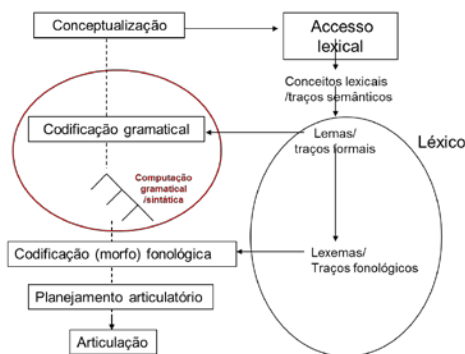 Conceptualização
Accesso
lexical
Conceitos lexicais
/traços semânticos
Codificação gramatical
Lemas/
traços formais
Léxico
Computação
gramatical
/sintática
Codificação (morfo) fonológica
Lexemas/
Traços fonológicos
Planejamento articulatório
Articulação